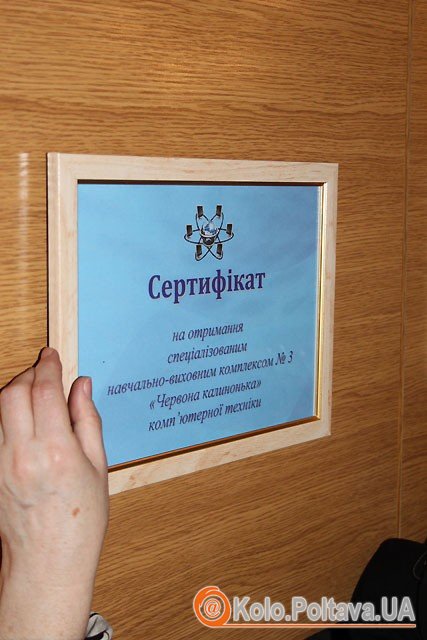 Сертифікат
на отримання
спеціалізованим
навчально-виховним комплексом № 3
«Червона калинонька»
комп’ютерної техніки
@Kolo.Poltava.UA